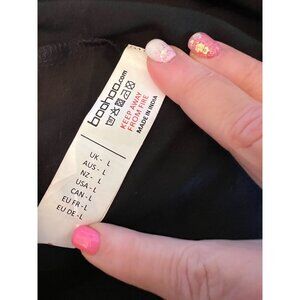 boohoo.com
KEEP AWAY
FROM FIRE
MADE IN INDIA
UK - L
AUS - L
NZ - L
USA - L
CAN - L
EU FR - L
EU DE - L